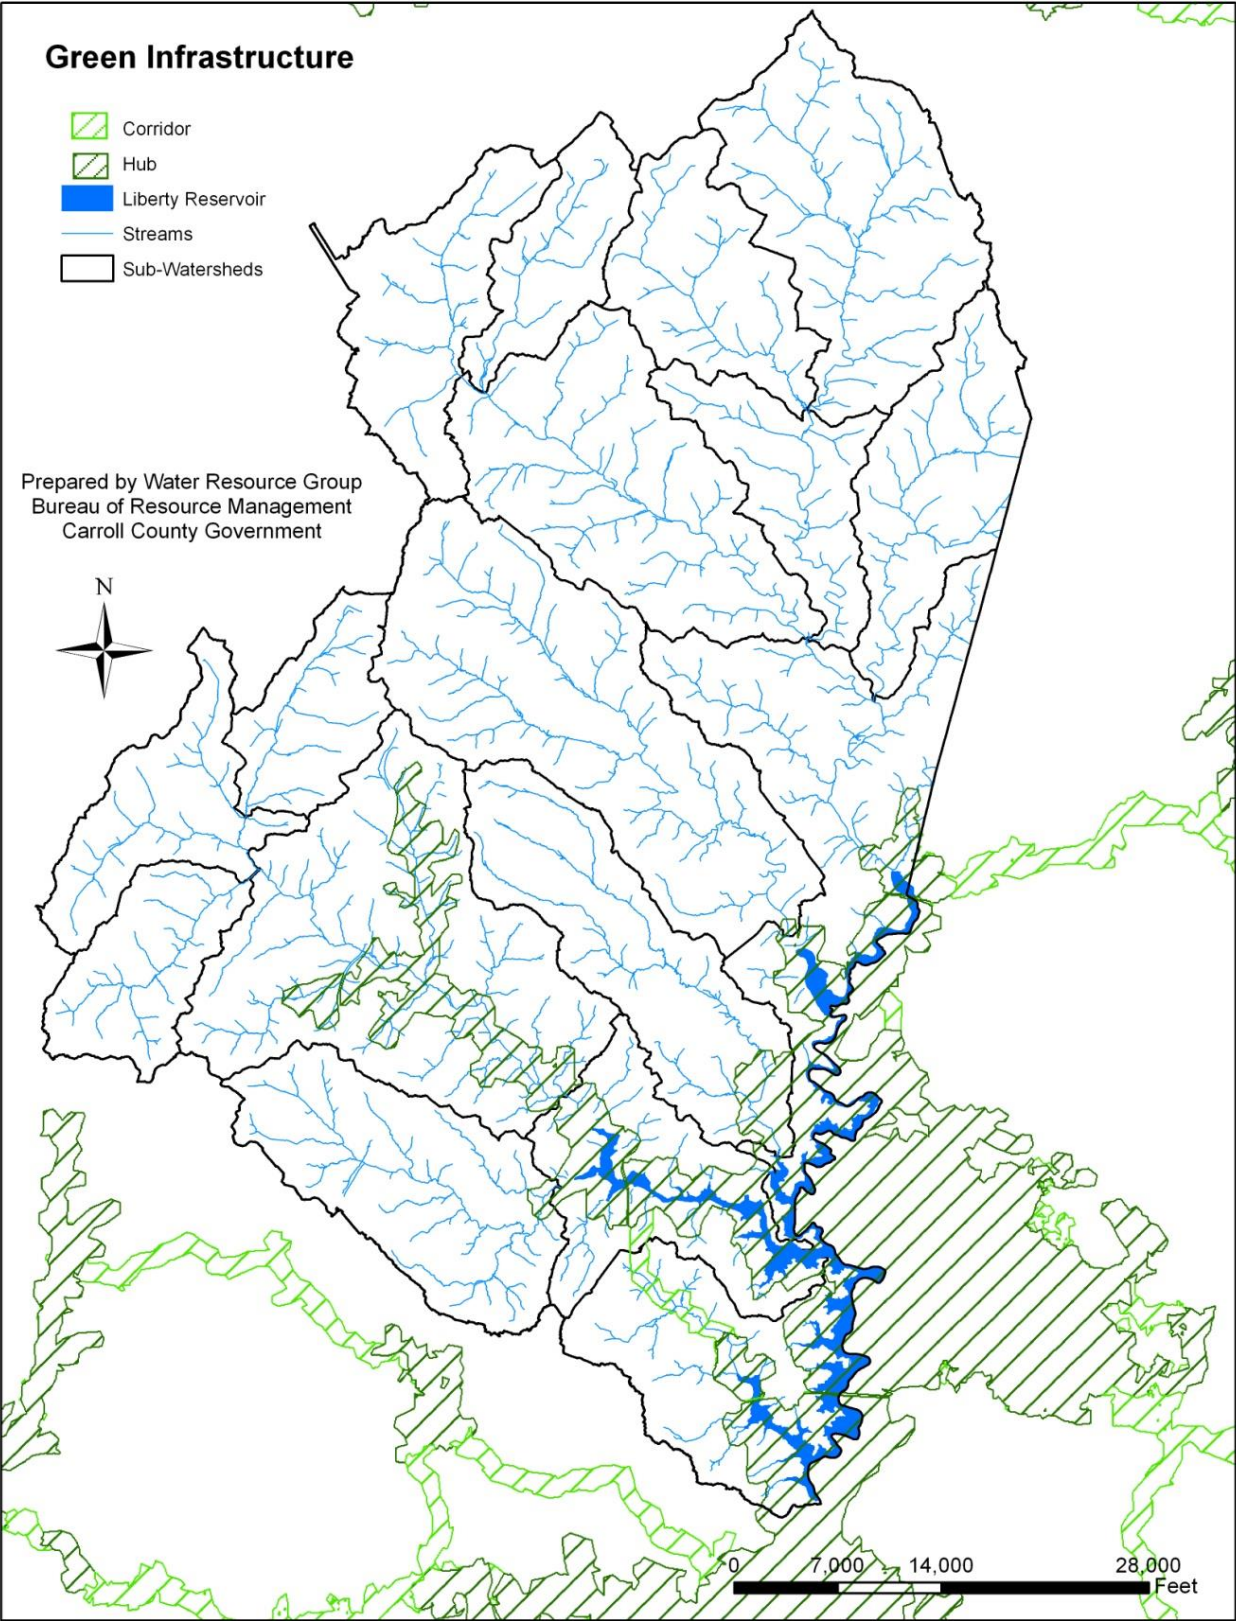 Green Infrastructure
Corridor
Hub
Liberty Reservoir
Streams
Sub-Watersheds
Prepared by Water Resource Group
Bureau of Resource Management
Carroll County Government
N
0 7,000 14,000 28,000
Feet